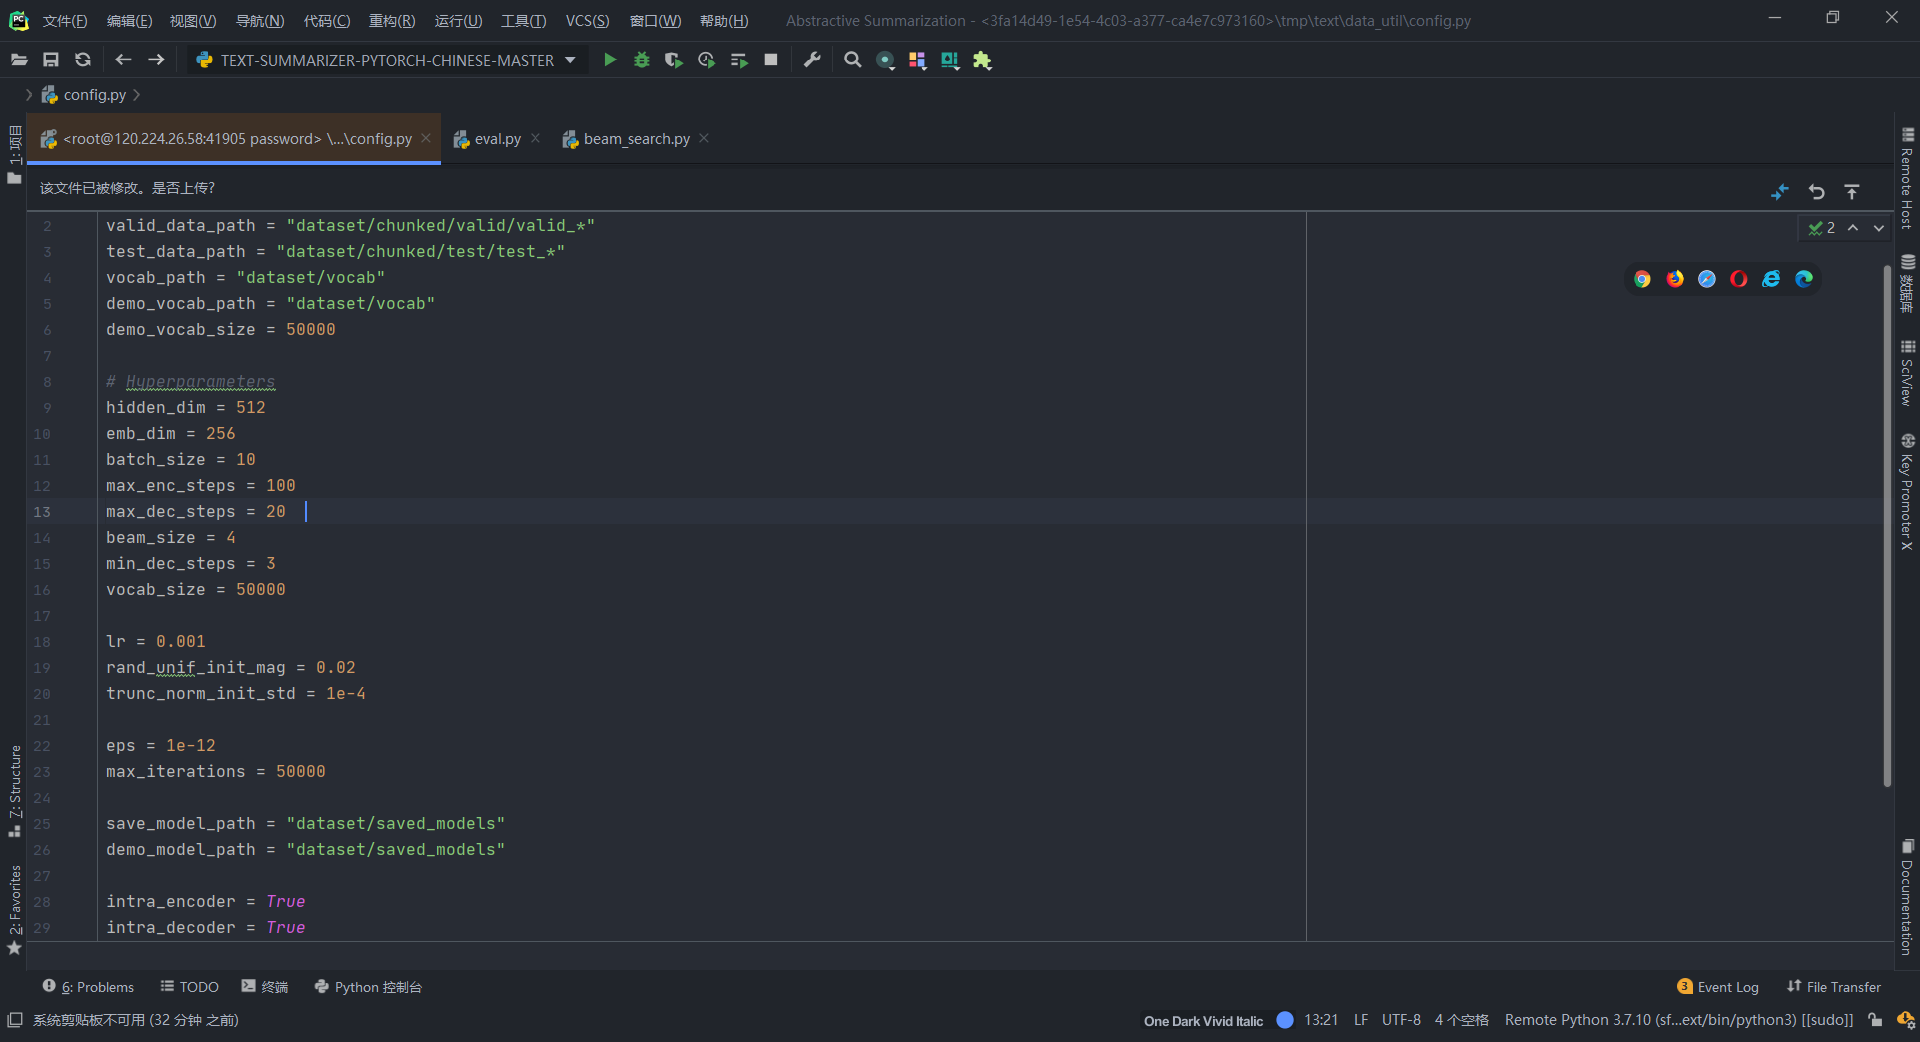 文件(F) 编辑(E) 视图(V) 导航(N) 代码(C) 重构(R) 运行(U) 工具(T) VCS(S) 窗口(W) 帮助(H) Abstractive Summarization - <3fa14d49-1e54-4c03-a377-ca4e7c973160>\tmp\text\data_util\config.py
TEXT-SUMMARIZER-PYTORCH-CHINESE-MASTER
config.py
<root@120.224.26.58:41905 password> \...\config.py eval.py beam_search.py
该文件已被修改。是否上传?
2 valid_data_path = "dataset/chunked/valid/valid_*"
3 test_data_path = "dataset/chunked/test/test_*"
4 vocab_path = "dataset/vocab"
5 demo_vocab_path = "dataset/vocab"
6 demo_vocab_size = 50000
7
8 # Huperparameters
9 hidden_dim = 512
10 emb_dim = 256
11 batch_size = 10
12 max_enc_steps = 100
13 max_dec_steps = 20
14 beam_size = 4
15 min_dec_steps = 3
16 vocab_size = 50000
17
18 lr = 0.001
19 rand_unif_init_mag = 0.02
20 trunc_norm_init_std = 1e-4
21
22 eps = 1e-12
23 max_iterations = 50000
24
25 save_model_path = "dataset/saved_models"
26 demo_model_path = "dataset/saved_models"
27
28 intra_encoder = True
29 intra_decoder = True
2
1: 项目
7: Structure
2: Favorites
Remote Host
数据库
SciView
Key Promoter X
Documentation
6: Problems TODO 终端 Python 控制台 3 Event Log File Transfer
系统剪贴板不可用 (32 分钟 之前) One Dark Vivid Italic 13:21 LF UTF-8 4 个空格 Remote Python 3.7.10 (sf...ext/bin/python3) [[sudo]]